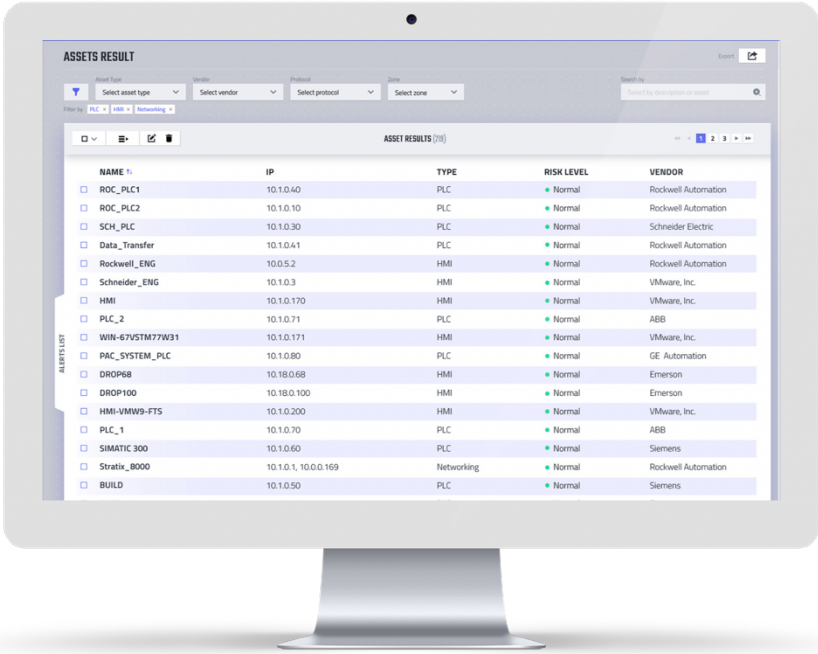 ASSETS RESULT
Export
Asset Type Vendor Protocol Zone Search by
Select asset type Select vendor Select protocol Select zone Select by description or asset
Filter by PLC × HMI × Networking ×
ASSET RESULTS
1 2 3
NAME IP TYPE RISK LEVEL VENDOR
ROC_PLC1 10.1.0.40 PLC Normal Rockwell Automation
ROC_PLC2 10.1.0.10 PLC Normal Rockwell Automation
SCH_PLC 10.1.0.30 PLC Normal Schneider Electric
Data_Transfer 10.1.0.41 PLC Normal Rockwell Automation
Rockwell_ENG 10.0.5.2 HMI Normal Rockwell Automation
Schneider_ENG 10.1.0.3 HMI Normal VMware, Inc.
HMI 10.1.0.170 HMI Normal VMware, Inc.
PLC_2 10.1.0.71 PLC Normal ABB
WIN-67VSTM77W31 10.1.0.171 HMI Normal VMware, Inc.
PAC_SYSTEM_PLC 10.1.0.80 PLC Normal GE Automation
DROP68 10.18.0.68 HMI Normal Emerson
DROP100 10.18.0.100 HMI Normal Emerson
HMI-VMW9-FTS 10.1.0.200 HMI Normal VMware, Inc.
PLC_1 10.1.0.70 PLC Normal ABB
SIMATIC 300 10.1.0.60 PLC Normal Siemens
Stratix_8000 10.1.0.1, 10.0.0.169 Networking Normal Rockwell Automation
BUILD 10.1.0.50 PLC Normal Siemens
ALERTS LIST